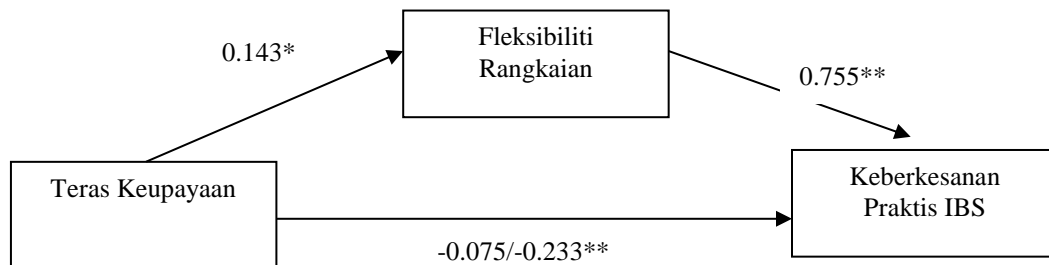 Fleksibiliti
Rangkaian
0.143*
0.755**
Teras Keupayaan
Keberkesanan
Praktis IBS
-0.075/-0.233**